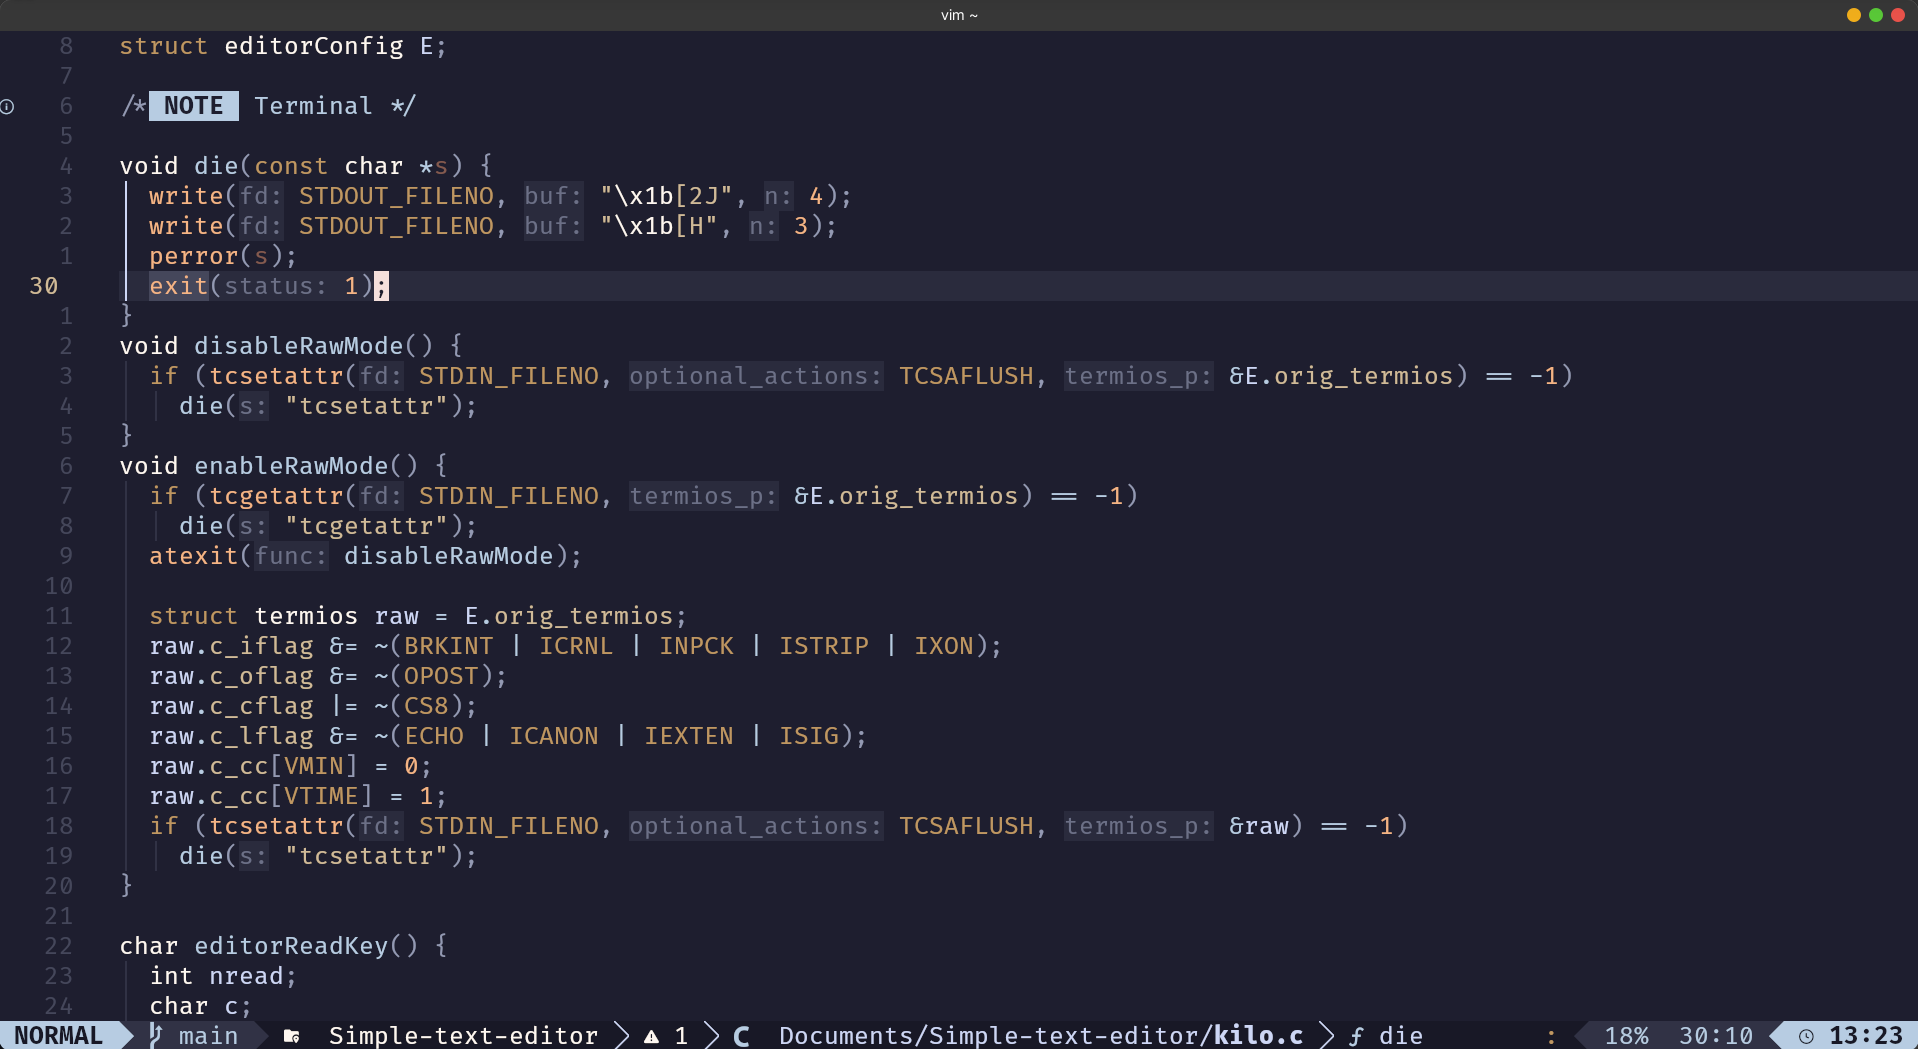 vim ~
8 struct editorConfig E;
7
6 /* NOTE Terminal */
5
4 void die(const char *s) {
3 write(fd: STDOUT_FILENO, buf: "\x1b[2J", n: 4);
2 write(fd: STDOUT_FILENO, buf: "\x1b[H", n: 3);
1 perror(s);
30 exit(status: 1);
1 }
2 void disableRawMode() {
3 if (tcsetattr(fd: STDIN_FILENO, optional_actions: TCSAFLUSH, termios_p: &E.orig_termios) == -1)
4 die(s: "tcsetattr");
5 }
6 void enableRawMode() {
7 if (tcgetattr(fd: STDIN_FILENO, termios_p: &E.orig_termios) == -1)
8 die(s: "tcgetattr");
9 atexit(func: disableRawMode);
10
11 struct termios raw = E.orig_termios;
12 raw.c_iflag &= ~(BRKINT | ICRNL | INPCK | ISTRIP | IXON);
13 raw.c_oflag &= ~(OPOST);
14 raw.c_cflag |= ~(CS8);
15 raw.c_lflag &= ~(ECHO | ICANON | IEXTEN | ISIG);
16 raw.c_cc[VMIN] = 0;
17 raw.c_cc[VTIME] = 1;
18 if (tcsetattr(fd: STDIN_FILENO, optional_actions: TCSAFLUSH, termios_p: &raw) == -1)
19 die(s: "tcsetattr");
20 }
21
22 char editorReadKey() {
23 int nread;
24 char c;
NORMAL main Simple-text-editor 1 C Documents/Simple-text-editor/kilo.c ƒ die : 18% 30:10 13:23